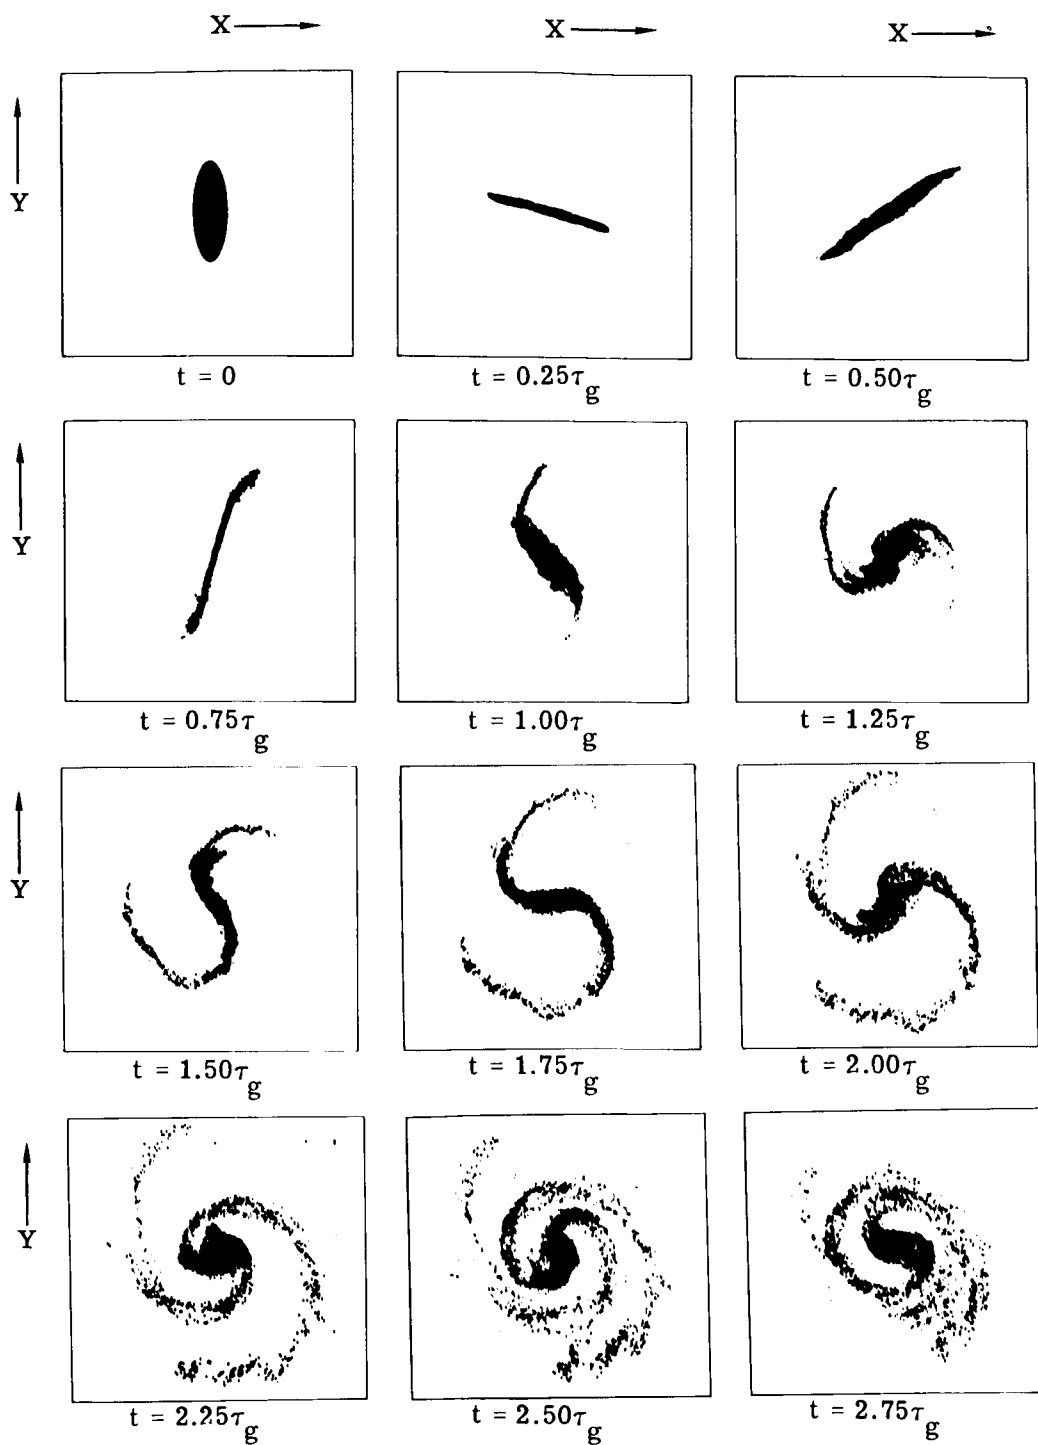 X X X
Y
t = 0 t = 0.25τg t = 0.50τg
Y
t = 0.75τg t = 1.00τg t = 1.25τg
Y
t = 1.50τg t = 1.75τg t = 2.00τg
Y
t = 2.25τg t = 2.50τg t = 2.75τg